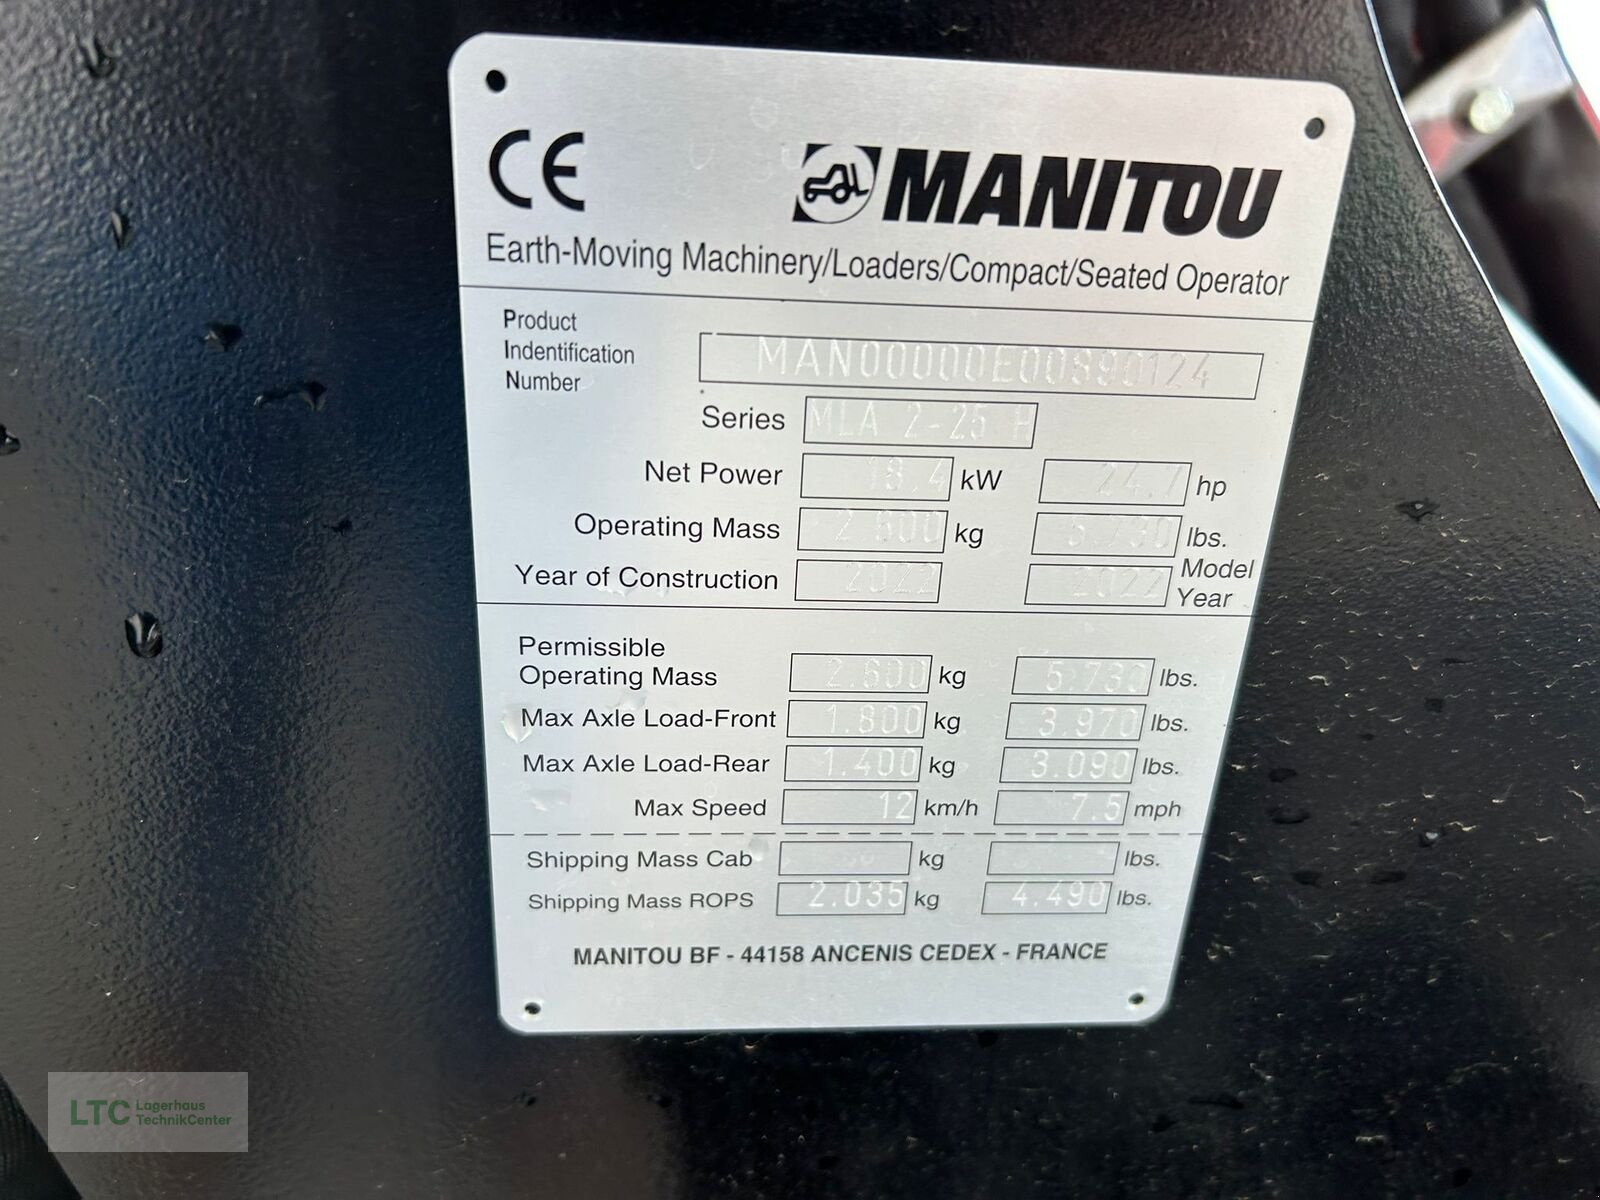 CE MANITOU
Earth-Moving Machinery/Loaders/Compact/Seated Operator
Product
Indentification
Number
MAN00000E00890124
Series MLA 2-25 H
Net Power 18.4 kW 24.7 hp
Operating Mass 2.600 kg 5.730 lbs.
Year of Construction 2022 2022 Model
Year
Permissible
Operating Mass 2.600 kg 5.730 lbs.
Max Axle Load-Front 1.800 kg 3.970 lbs.
Max Axle Load-Rear 1.400 kg 3.090 lbs.
Max Speed 12 km/h 7.5 mph
Shipping Mass Cab kg lbs.
Shipping Mass ROPS 2.035 kg 4.490 lbs.
MANITOU BF - 44158 ANCENIS CEDEX - FRANCE
LTC Lagerhaus
TechnikCenter